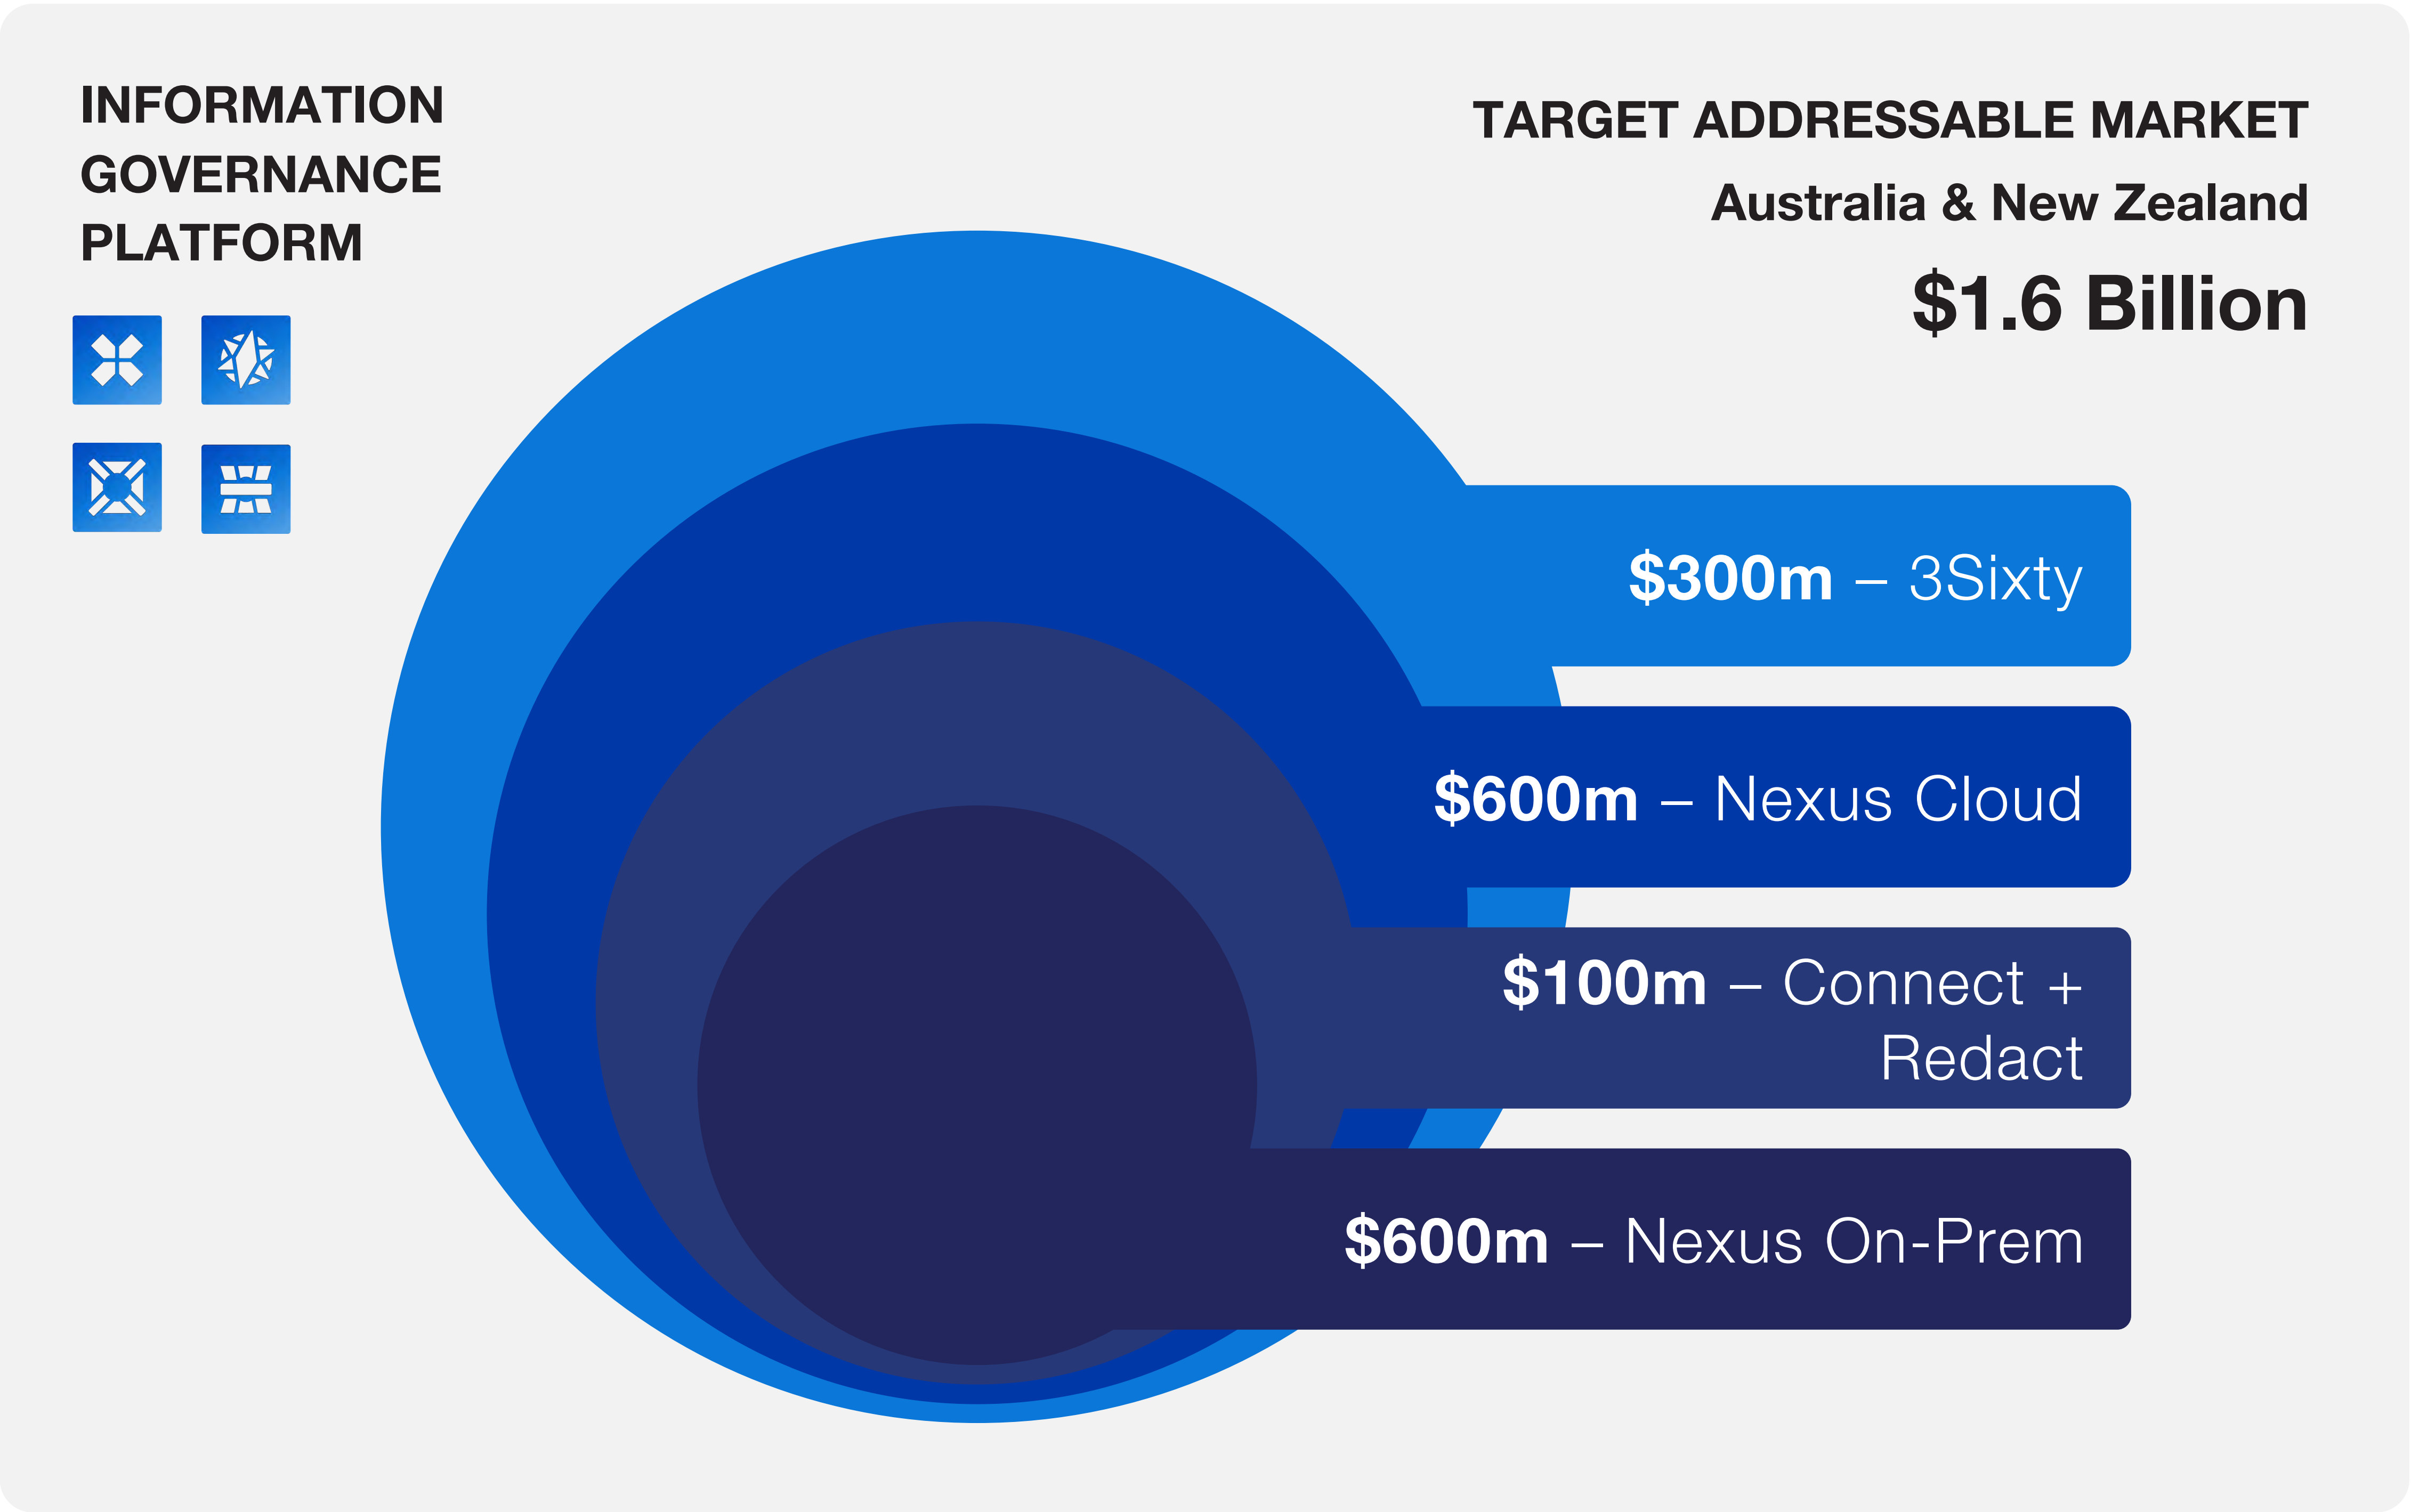 INFORMATION
GOVERNANCE
PLATFORM
TARGET ADDRESSABLE MARKET
Australia & New Zealand
$1.6 Billion
$300m – 3Sixty
$600m – Nexus Cloud
$100m – Connect +
Redact
$600m – Nexus On-Prem